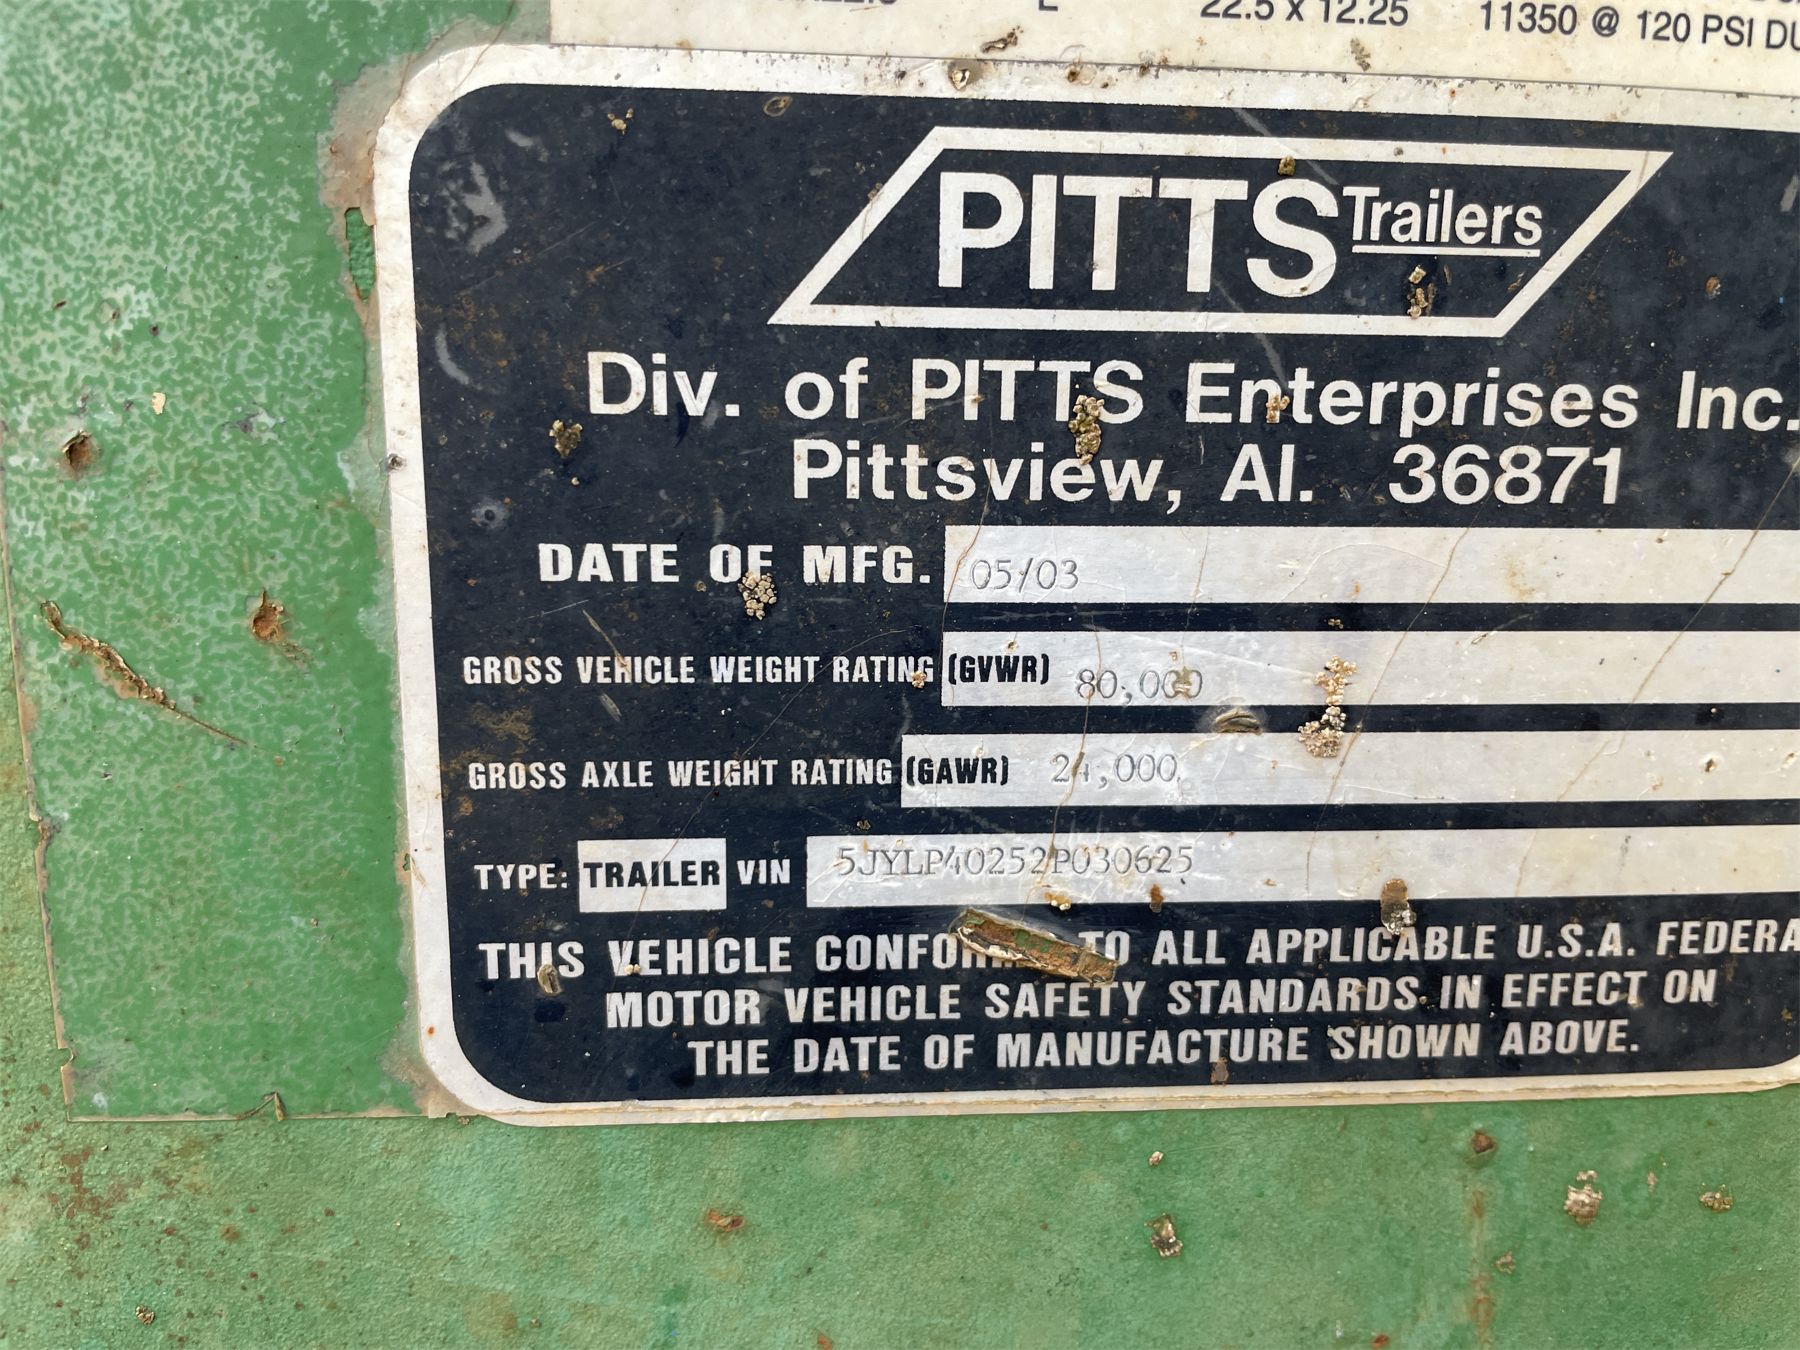 22.5 x 12.25 11350 @ 120 PSI DU
PITTS Trailers
Div. of PITTS Enterprises Inc.
Pittsview, Al. 36871
DATE OF MFG. 05/03
GROSS VEHICLE WEIGHT RATING (GVWR) 80,000
GROSS AXLE WEIGHT RATING (GAWR) 24,000
TYPE: TRAILER VIN 5JYLP40252P030625
THIS VEHICLE CONFORMS TO ALL APPLICABLE U.S.A. FEDERA
MOTOR VEHICLE SAFETY STANDARDS IN EFFECT ON
THE DATE OF MANUFACTURE SHOWN ABOVE.